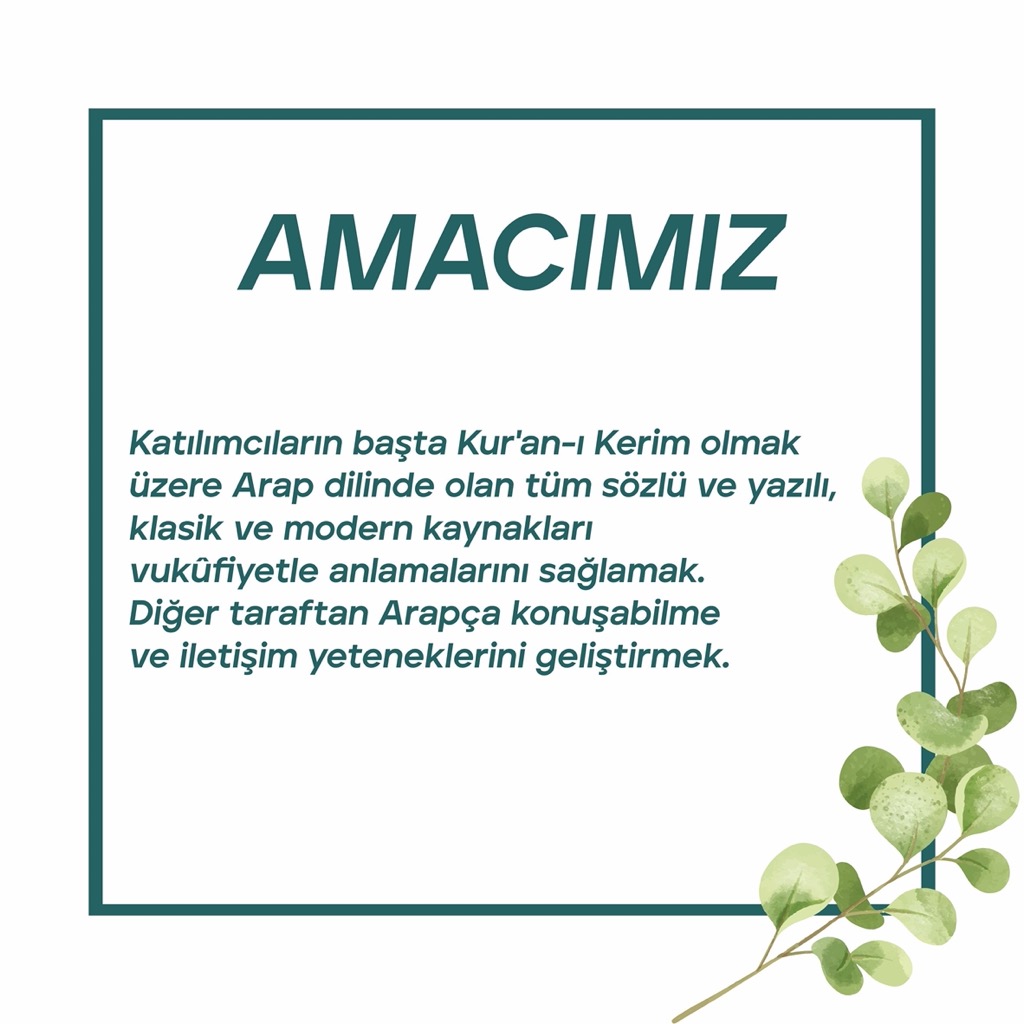 AMACIMIZ
Katılımcıların başta Kur'an-ı Kerim olmak
üzere Arap dilinde olan tüm sözlü ve yazılı,
klasik ve modern kaynakları
vukûfiyetle anlamalarını sağlamak.
Diğer taraftan Arapça konuşabilme
ve iletişim yeteneklerini geliştirmek.